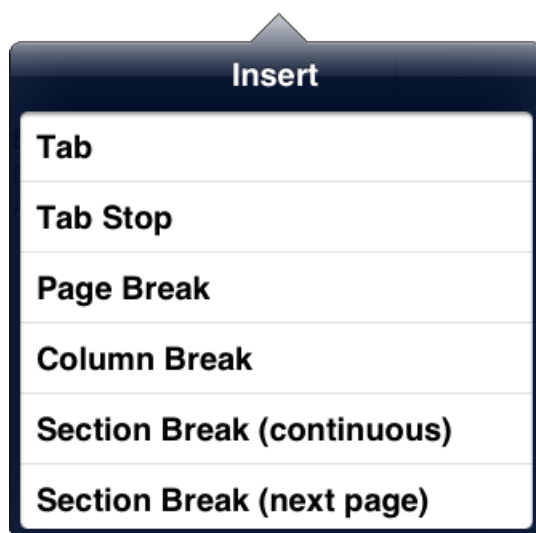 Insert
Tab
Tab Stop
Page Break
Column Break
Section Break (continuous)
Section Break (next page)